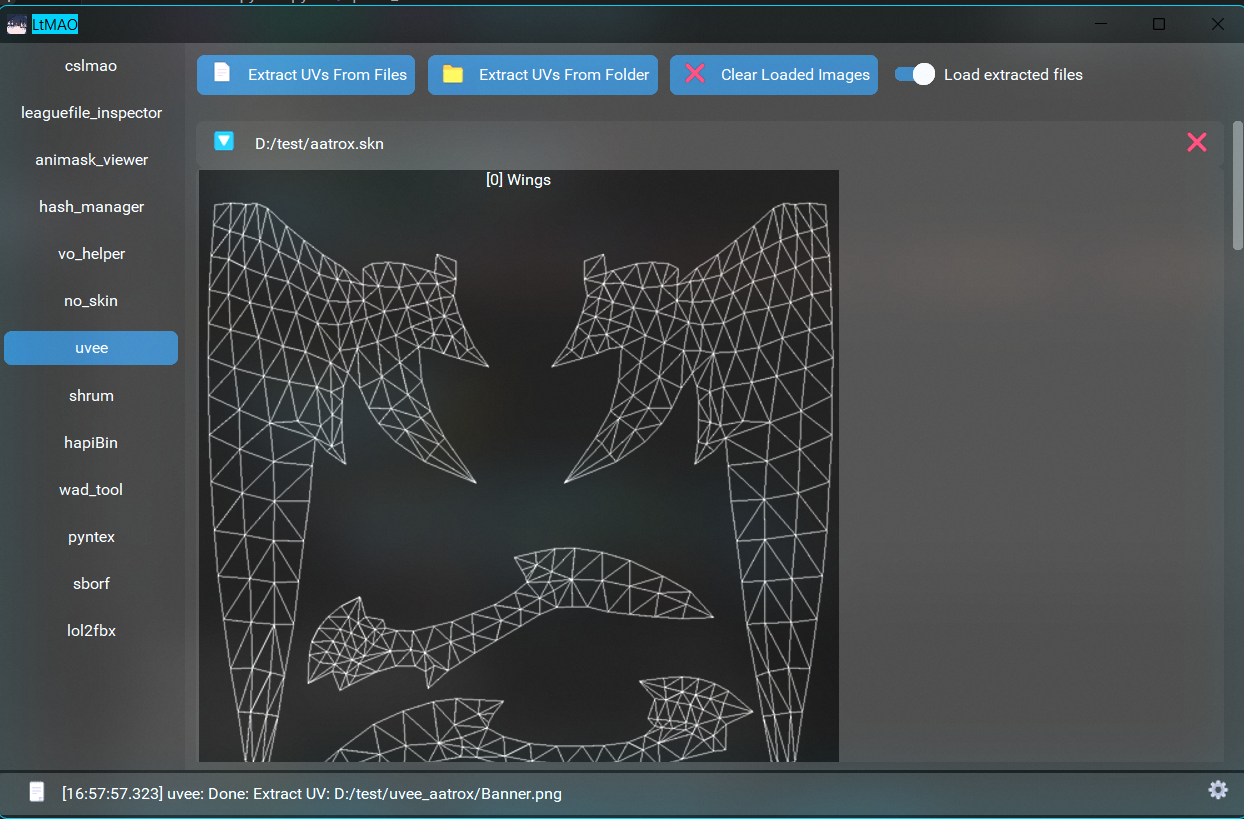 LtMAO
cslmao
leaguefile_inspector
animask_viewer
hash_manager
vo_helper
no_skin
uvee
shrum
hapiBin
wad_tool
pyntex
sborf
lol2fbx
Extract UVs From Files
Extract UVs From Folder
Clear Loaded Images
Load extracted files
D:/test/aatrox.skn
[0] Wings
[16:57:57.323] uvee: Done: Extract UV: D:/test/uvee_aatrox/Banner.png